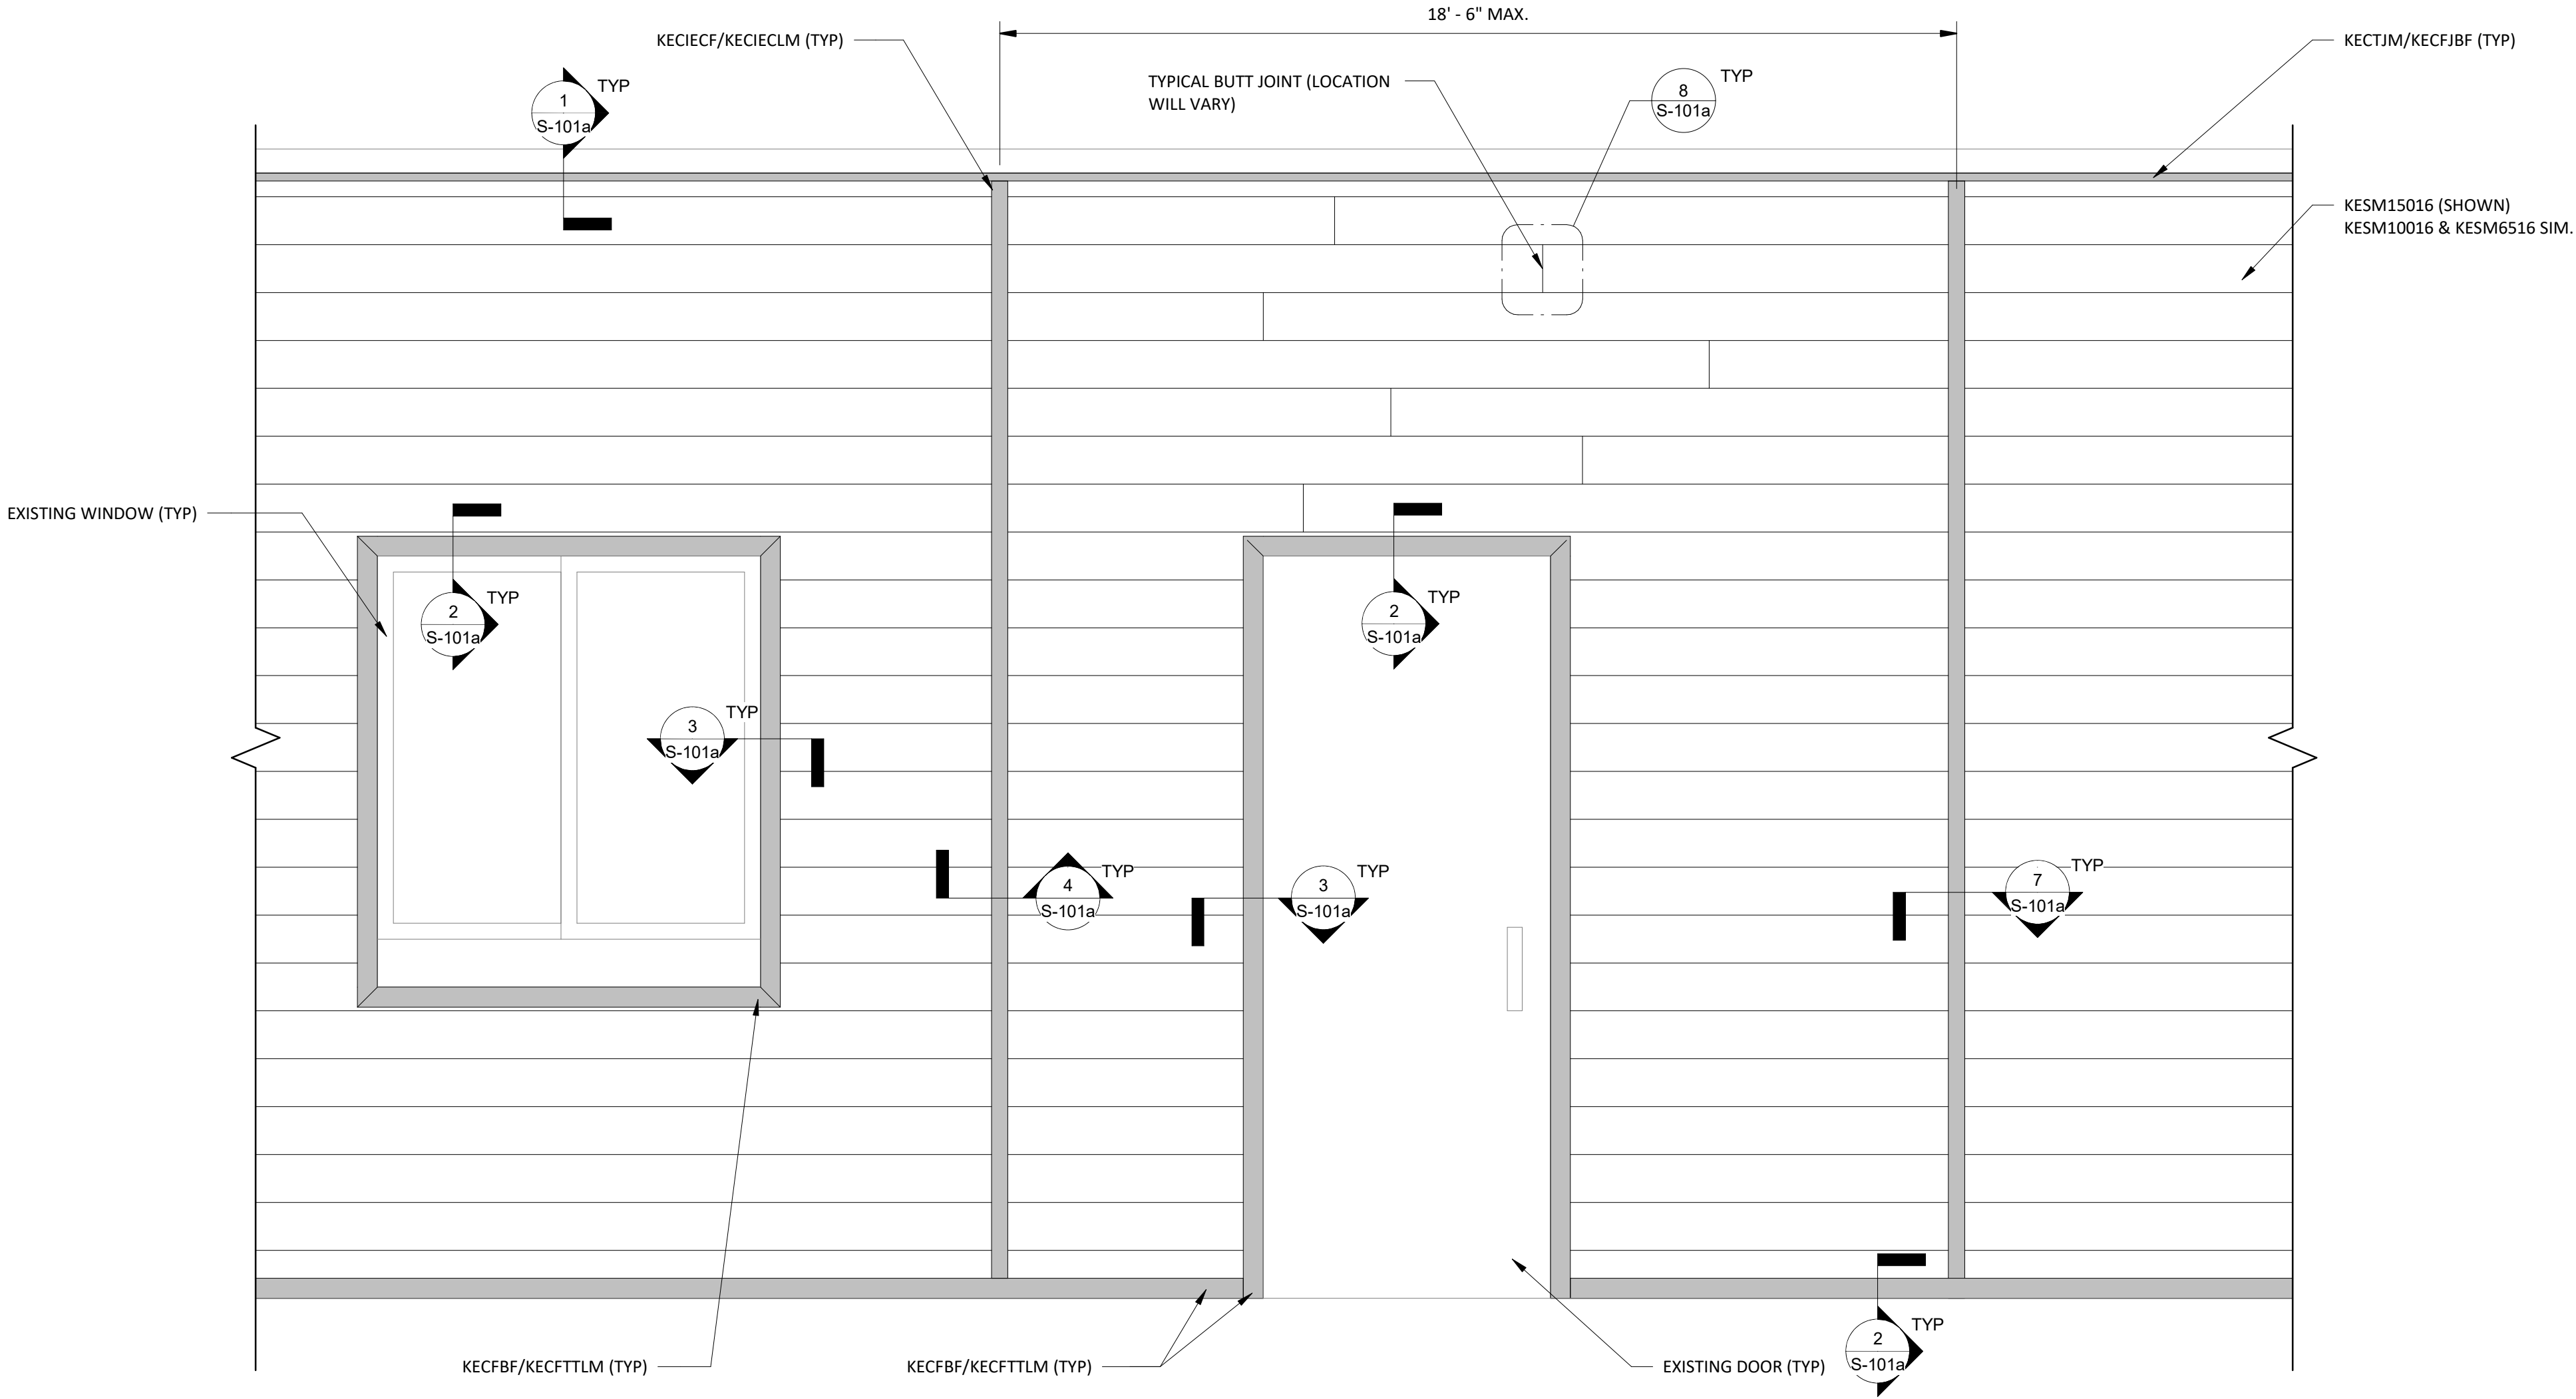 18' - 6" MAX.
KECIECF/KECIECLM (TYP)
KECTJM/KECFJBF (TYP)
TYPICAL BUTT JOINT (LOCATION
WILL VARY)
8
S-101a
TYP
1
S-101a
TYP
KESM15016 (SHOWN)
KESM10016 & KESM6516 SIM.
EXISTING WINDOW (TYP)
2
S-101a
TYP
2
S-101a
TYP
3
S-101a
TYP
4
S-101a
TYP
3
S-101a
TYP
7
S-101a
TYP
KECFBF/KECFTTLM (TYP)
KECFBF/KECFTTLM (TYP)
EXISTING DOOR (TYP)
2
S-101a
TYP